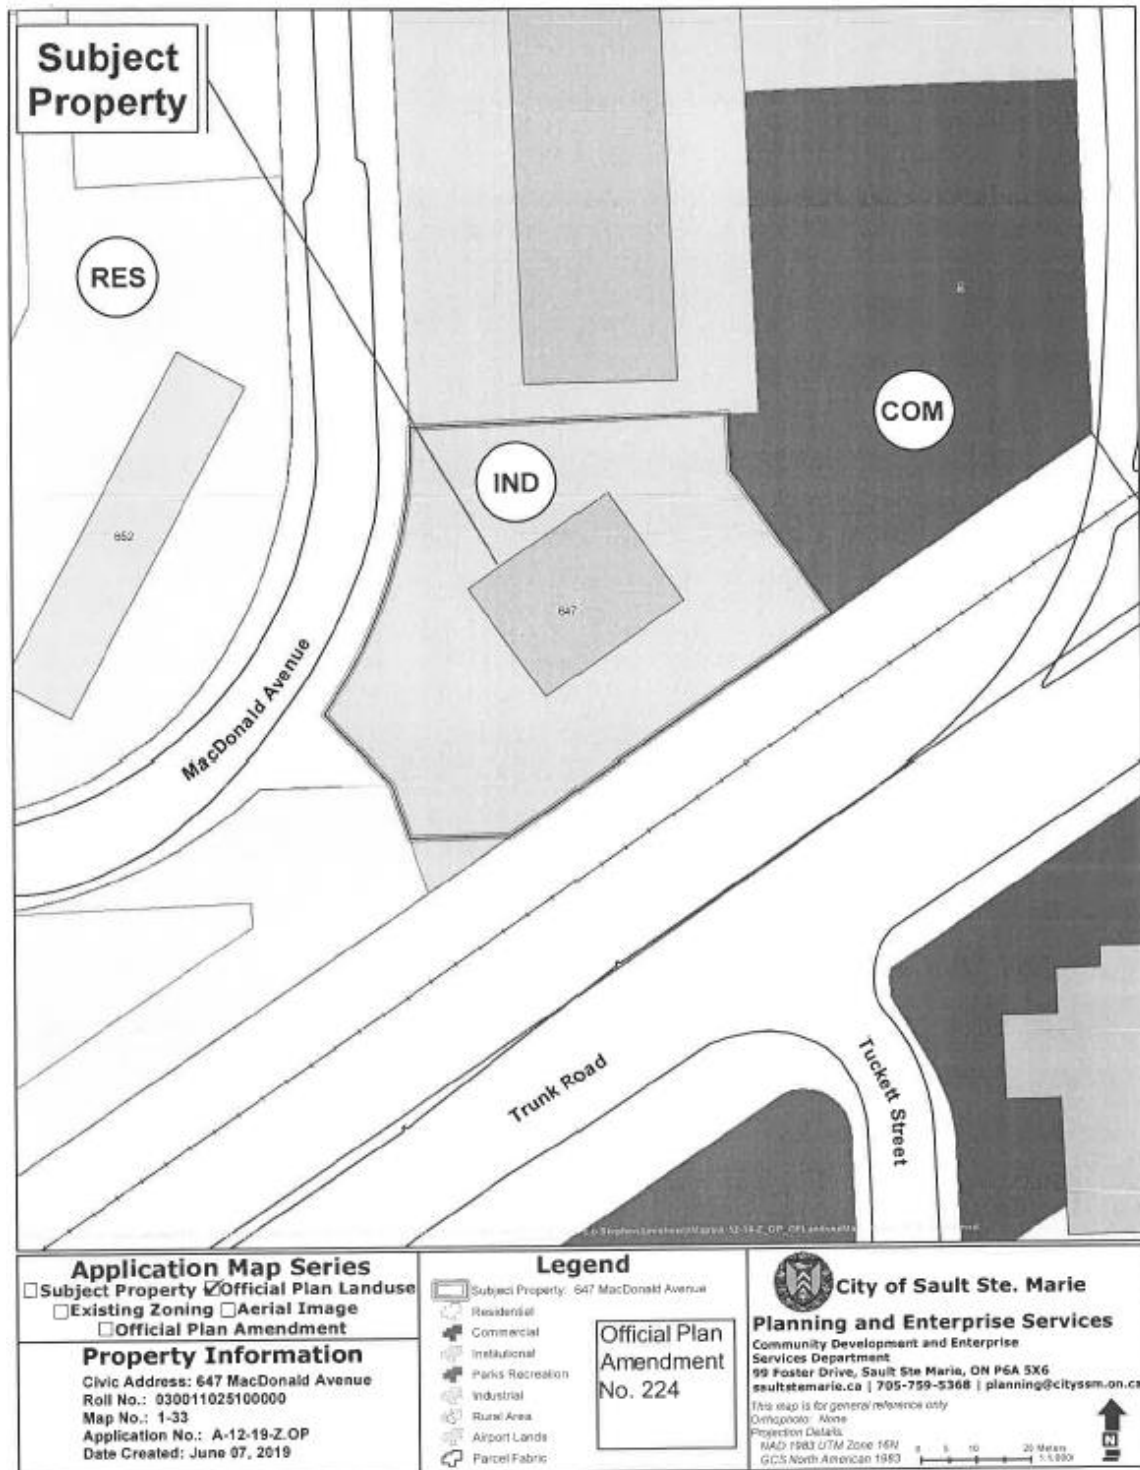 Subject
Property
RES
COM
IND
652
647
MacDonald Avenue
Trunk Road
Tuckett Street
Application Map Series
☐Subject Property ☑Official Plan Landuse
☐Existing Zoning ☐Aerial Image
☐Official Plan Amendment
Property Information
Civic Address: 647 MacDonald Avenue
Roll No.: 030011025100000
Map No.: 1-33
Application No.: A-12-19-Z.OP
Date Created: June 07, 2019
Legend
Subject Property: 647 MacDonald Avenue
Residential
Commercial
Institutional
Parks Recreation
Industrial
Rural Area
Airport Lands
Parcel Fabric
Official Plan
Amendment
No. 224
City of Sault Ste. Marie
Planning and Enterprise Services
Community Development and Enterprise
Services Department
99 Foster Drive, Sault Ste Marie, ON P6A 5X6
saultstemarie.ca | 705-759-5368 | planning@cityssm.on.ca
This map is for general reference only
Orthophoto: None
Projection Details:
NAD 1983 UTM Zone 16N
GCS North American 1983
0 5 10 20 Meters
1:1,000
N